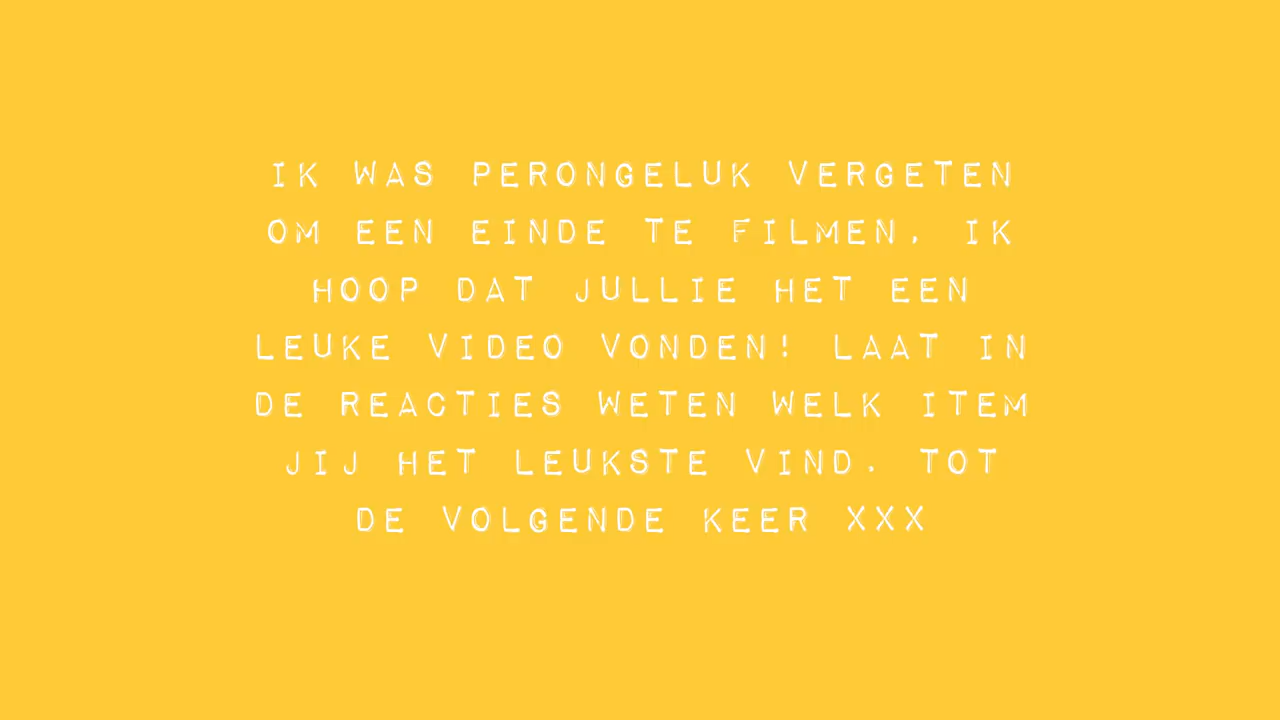 IK WAS PERONGELUK VERGETEN
OM EEN EINDE TE FILMEN. IK
HOOP DAT JULLIE HET EEN
LEUKE VIDEO VONDEN! LAAT IN
DE REACTIES WETEN WELK ITEM
JIJ HET LEUKSTE VIND. TOT
DE VOLGENDE KEER XXX